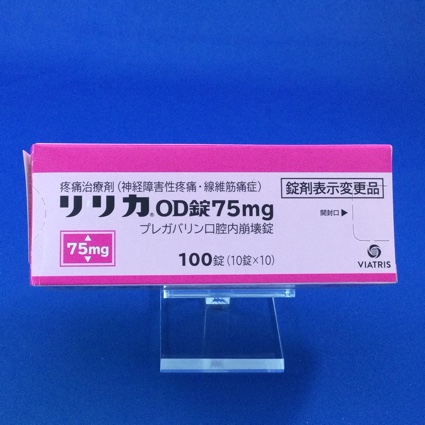 疼痛治療剤（神経障害性疼痛・線維筋痛症）
錠剤表示変更品
リリカ®OD錠75mg
開封口▶
プレガバリン口腔内崩壊錠
75mg
100錠（10錠×10）
VIATRIS